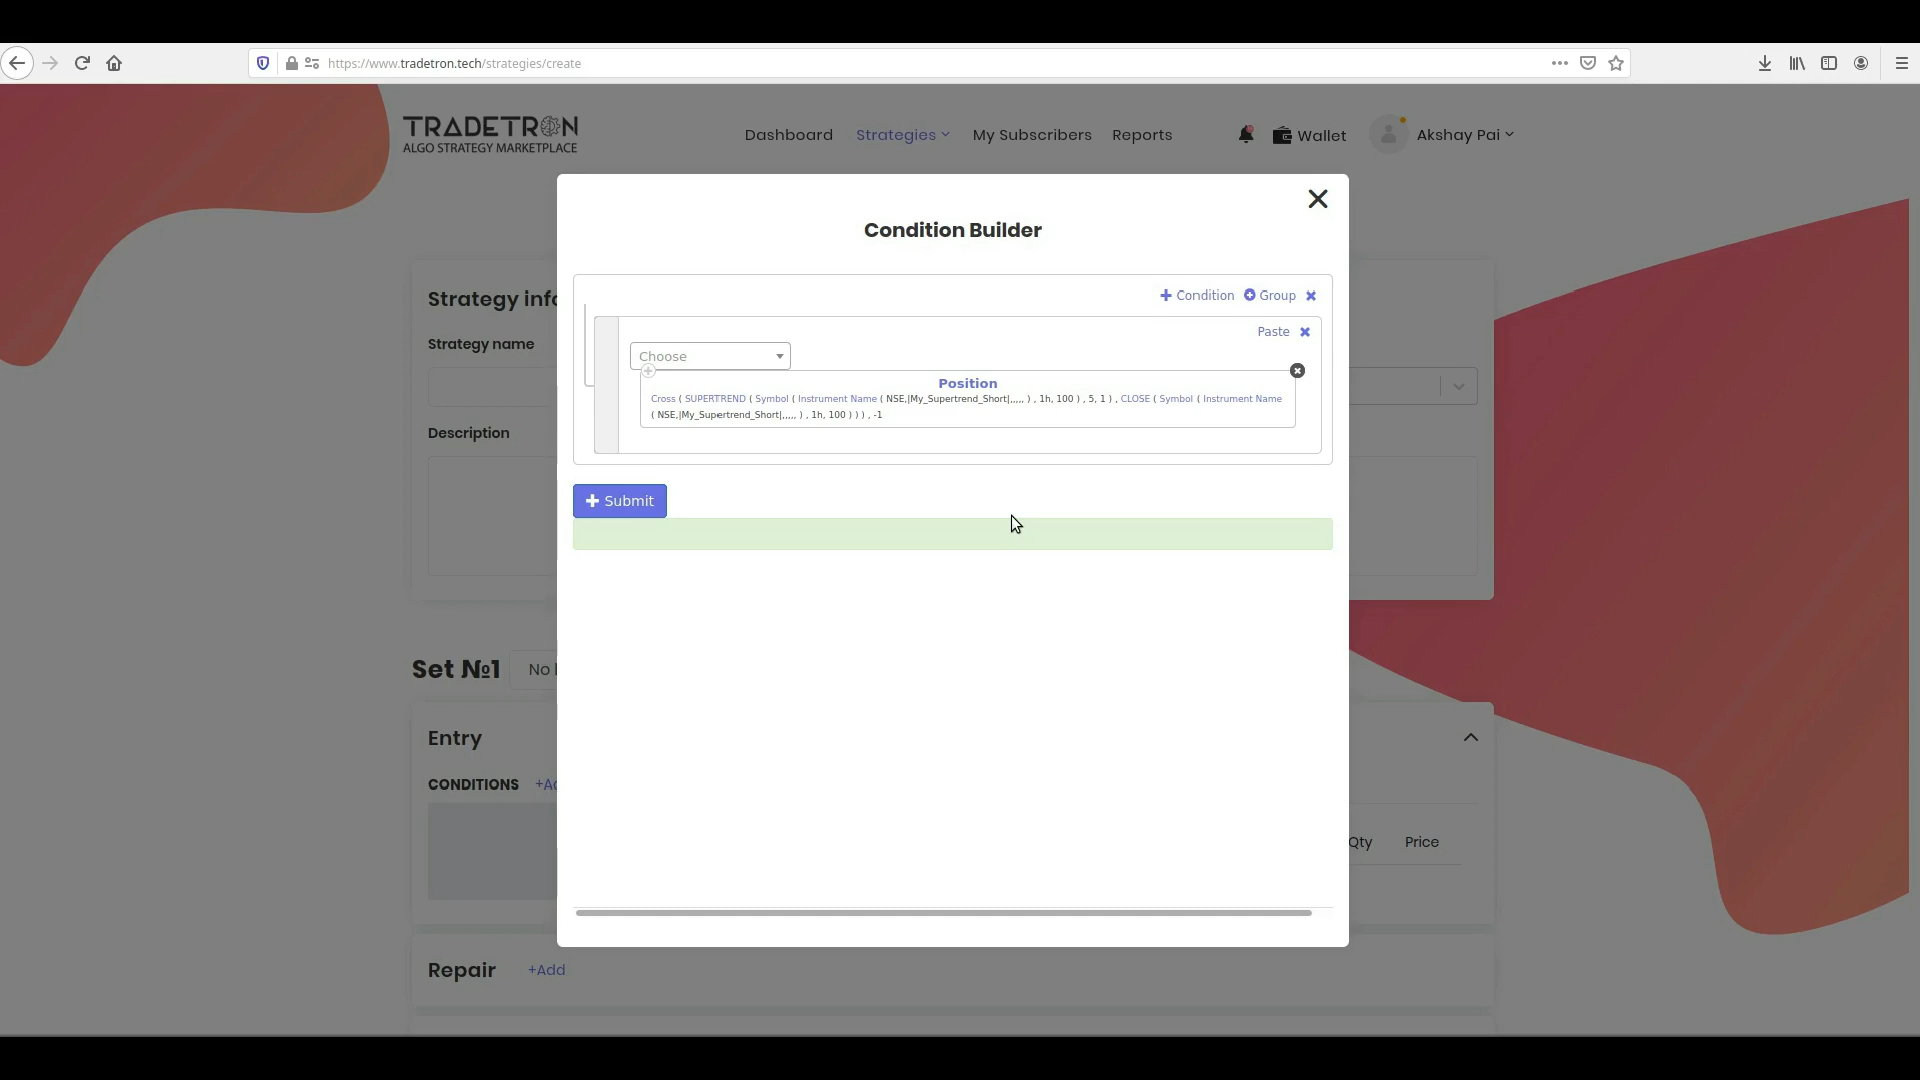 https://www.tradetron.tech/strategies/create
TRADETRON
ALGO STRATEGY MARKETPLACE
Dashboard
Strategies
My Subscribers
Reports
Wallet
Akshay Pai
Condition Builder
Strategy info
Strategy name
Description
Condition
Group
Paste
Choose
Position
Cross ( SUPERTREND ( Symbol ( Instrument Name ( NSE,|My_Supertrend_Short|,,,,, ) , 1h, 100 ) , 5, 1 ) , CLOSE ( Symbol ( Instrument Name
( NSE,|My_Supertrend_Short|,,,,, ) , 1h, 100 ) ) ) , -1
Submit
Set №1
No
Entry
CONDITIONS
+Ad
Qty
Price
Repair
+Add